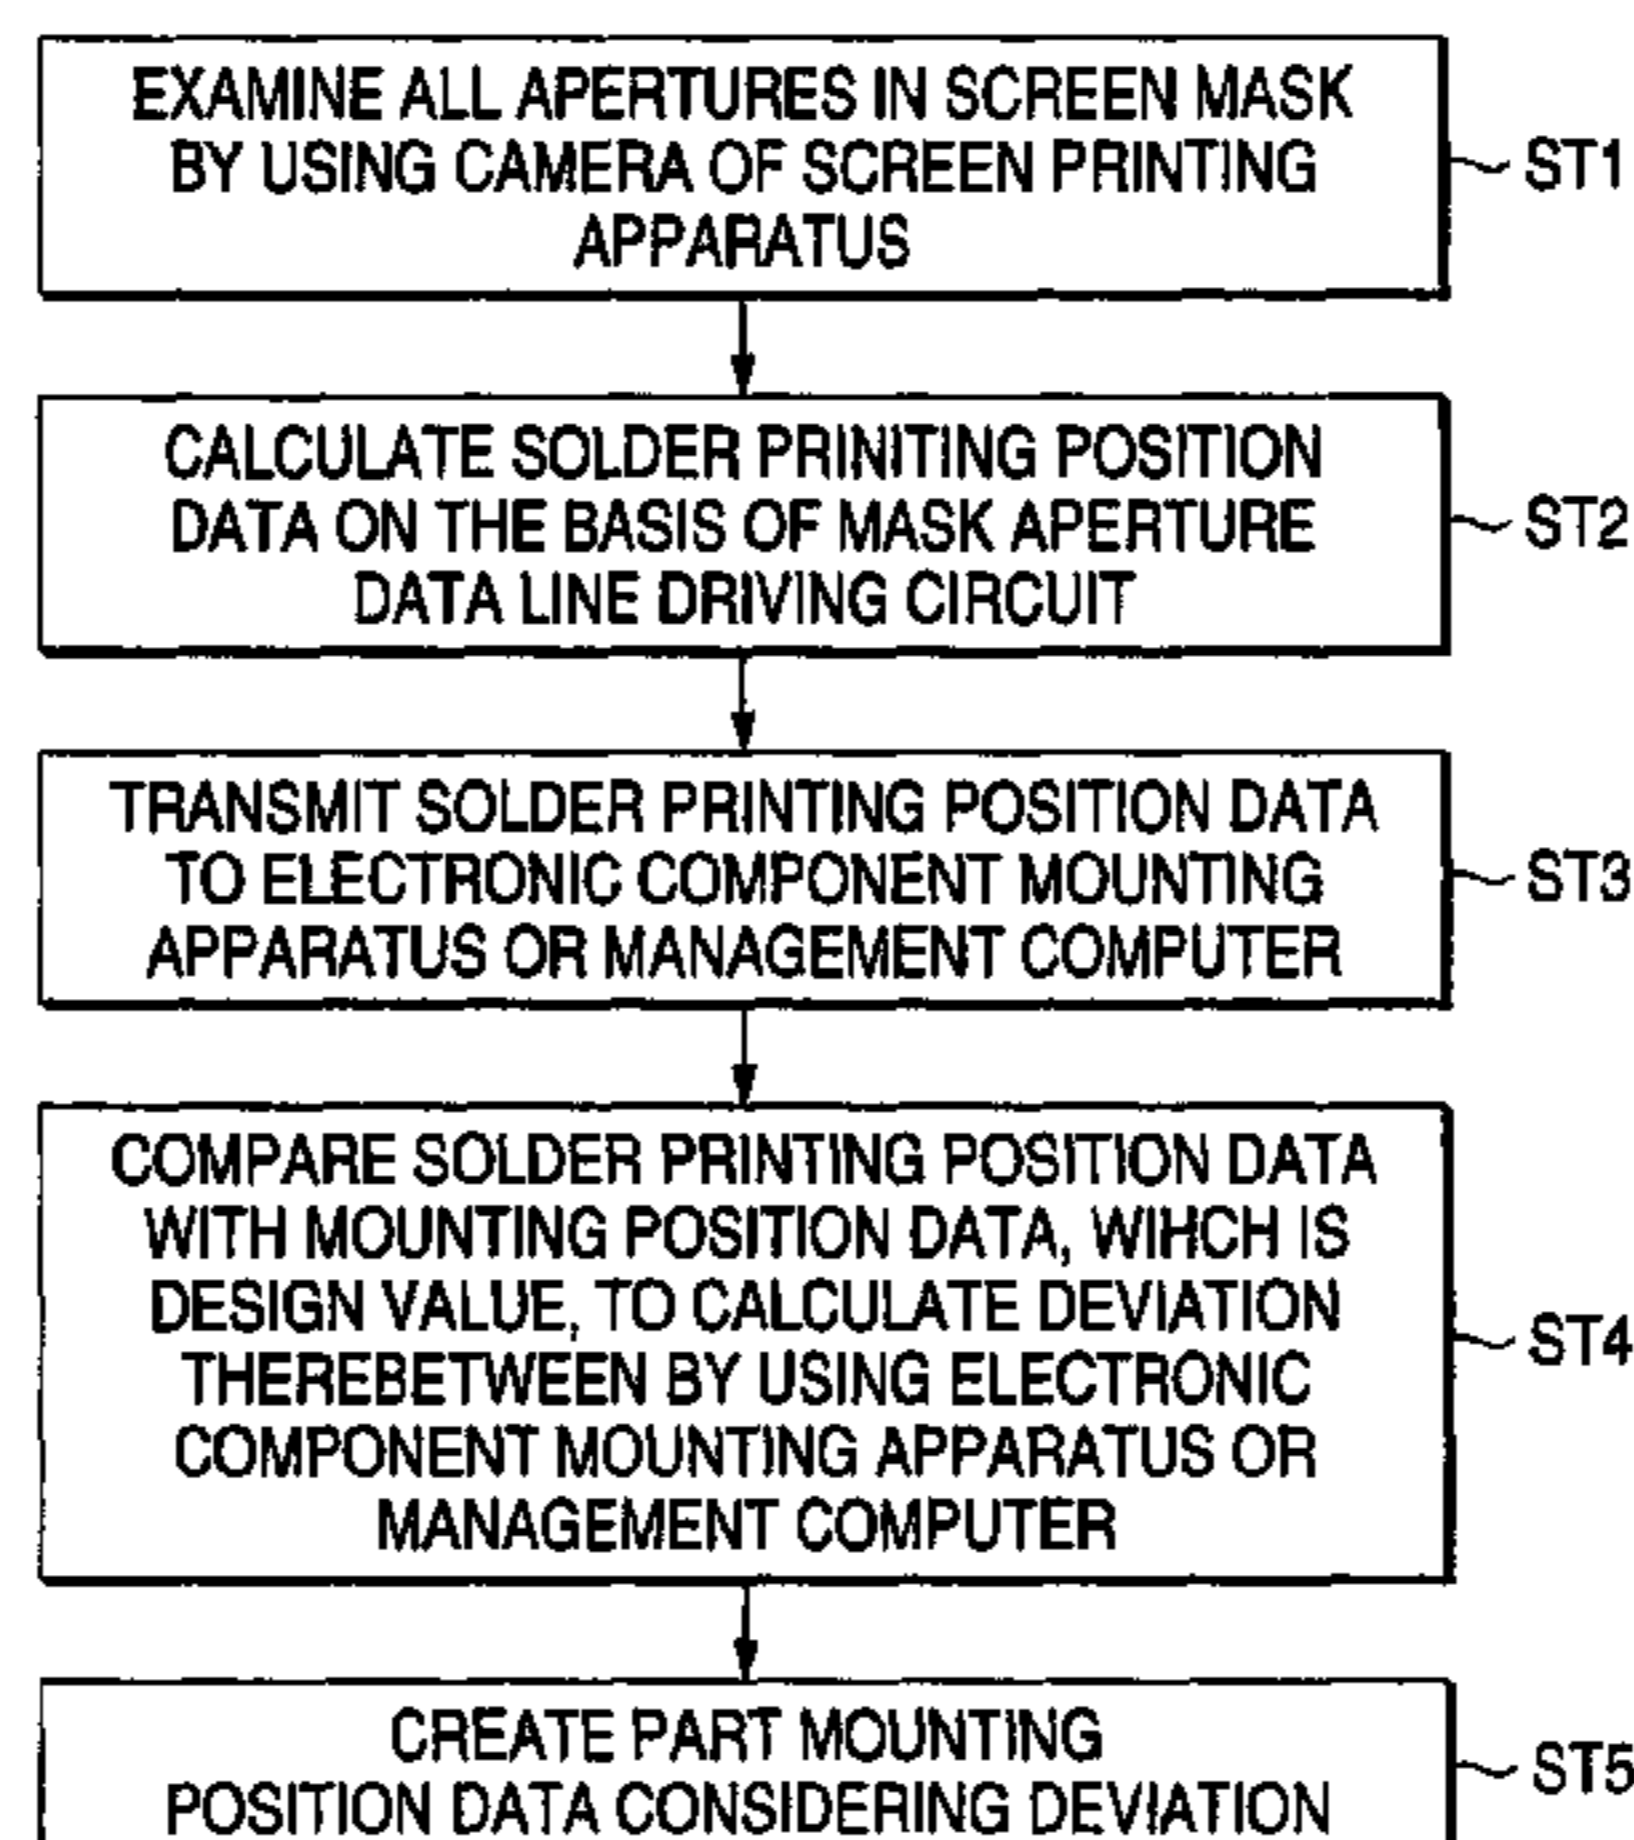 EXAMINE ALL APERTURES IN SCREEN MASK
BY USING CAMERA OF SCREEN PRINTING
APPARATUS
ST1
CALCULATE SOLDER PRINITING POSITION
DATA ON THE BASIS OF MASK APERTURE
DATA LINE DRIVING CIRCUIT
ST2
TRANSMIT SOLDER PRINTING POSITION DATA
TO ELECTRONIC COMPONENT MOUNTING
APPARATUS OR MANAGEMENT COMPUTER
ST3
COMPARE SOLDER PRINTING POSITION DATA
WITH MOUNTING POSITION DATA, WIHCH IS
DESIGN VALUE, TO CALCULATE DEVIATION
THEREBETWEEN BY USING ELECTRONIC
COMPONENT MOUNTING APPARATUS OR
MANAGEMENT COMPUTER
ST4
CREATE PART MOUNTING
POSITION DATA CONSIDERING DEVIATION
ST5